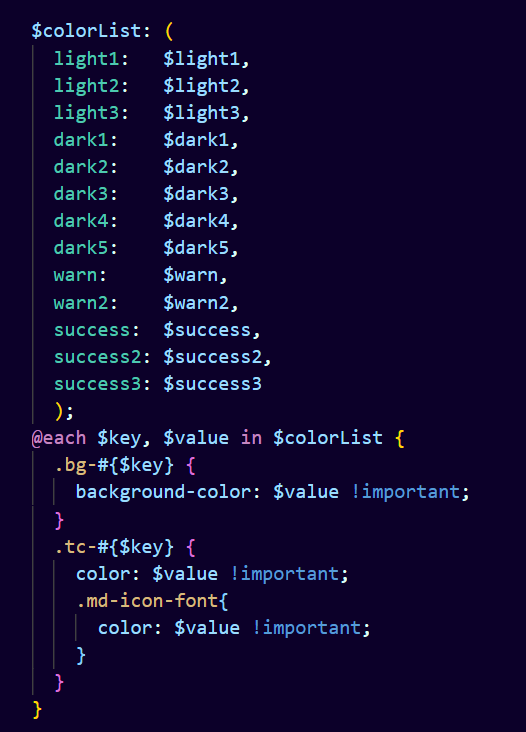 $colorList: (
  light1:   $light1,
  light2:   $light2,
  light3:   $light3,
  dark1:    $dark1,
  dark2:    $dark2,
  dark3:    $dark3,
  dark4:    $dark4,
  dark5:    $dark5,
  warn:     $warn,
  warn2:    $warn2,
  success:  $success,
  success2: $success2,
  success3: $success3
  );
@each $key, $value in $colorList {
  .bg-#{$key} {
    background-color: $value !important;
  }
  .tc-#{$key} {
    color: $value !important;
    .md-icon-font{
      color: $value !important;
    }
  }
}